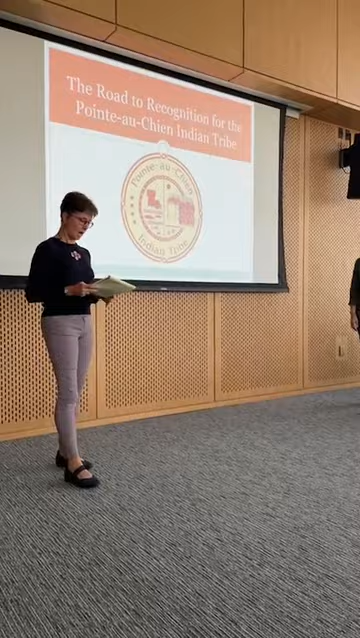 The Road to Recognition for the
Pointe-au-Chien Indian Tribe
Pointe-au-Chien
Indian Tribe